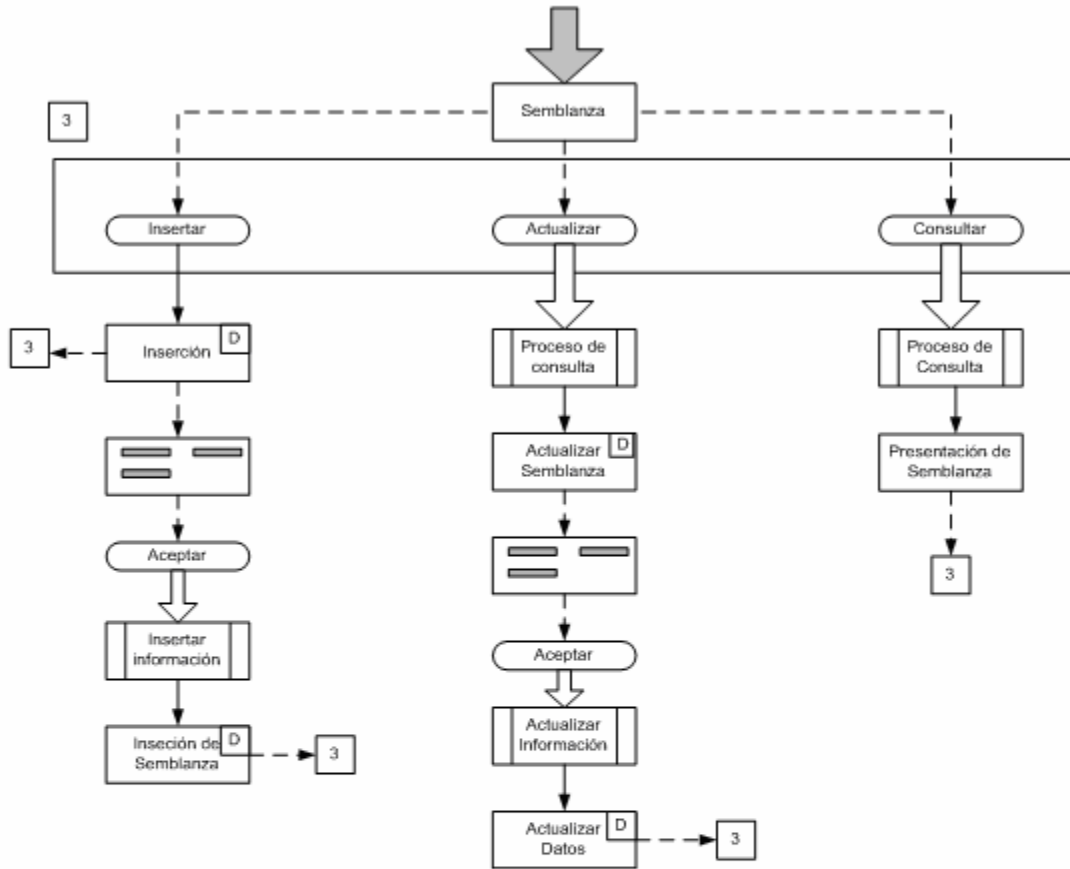 Semblanza
3
Insertar
Actualizar
Consultar
3
Inserción
D
Proceso de
consulta
Proceso de
Consulta
Actualizar
Semblanza
D
Presentación de
Semblanza
Aceptar
3
Insertar
información
Aceptar
Inseción de
Semblanza
D
3
Actualizar
Información
Actualizar
Datos
D
3